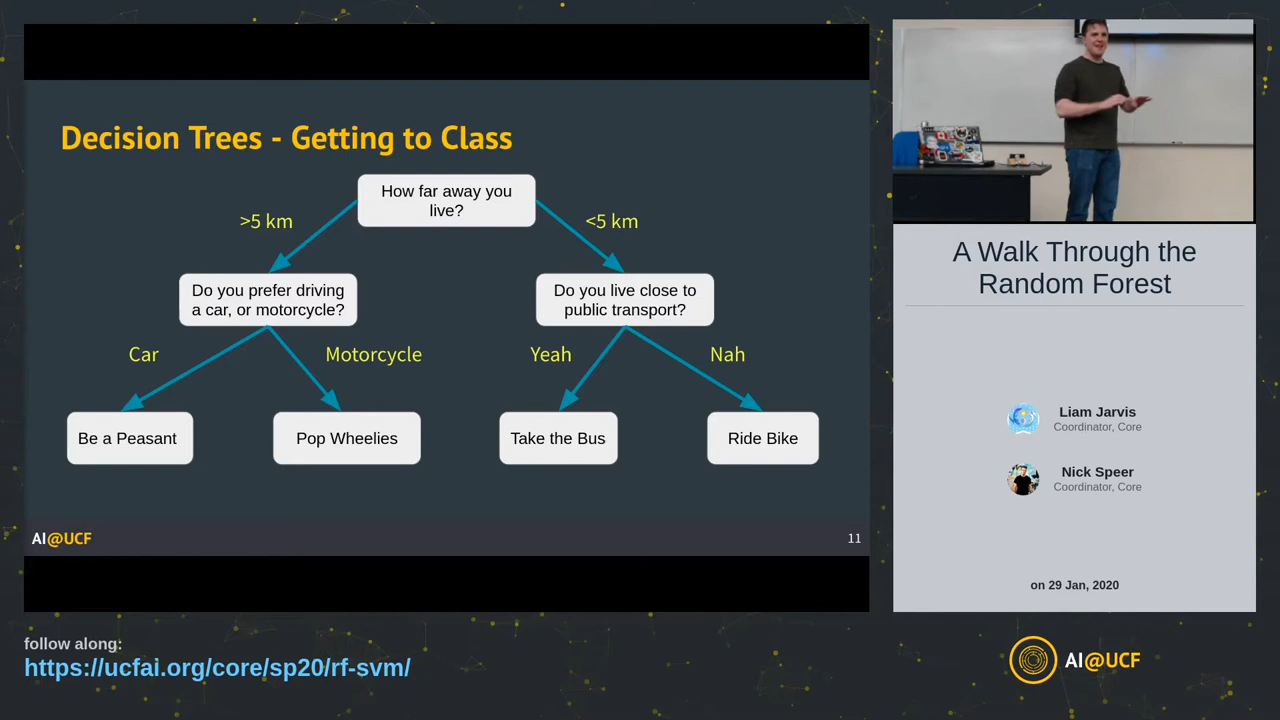 Decision Trees - Getting to Class
How far away you
live?
>5 km
<5 km
Do you prefer driving
a car, or motorcycle?
Do you live close to
public transport?
Car
Motorcycle
Yeah
Nah
Be a Peasant
Pop Wheelies
Take the Bus
Ride Bike
AI@UCF
11
A Walk Through the
Random Forest
Liam Jarvis
Coordinator, Core
Nick Speer
Coordinator, Core
on 29 Jan, 2020
follow along:
https://ucfai.org/core/sp20/rf-svm/
AI@UCF